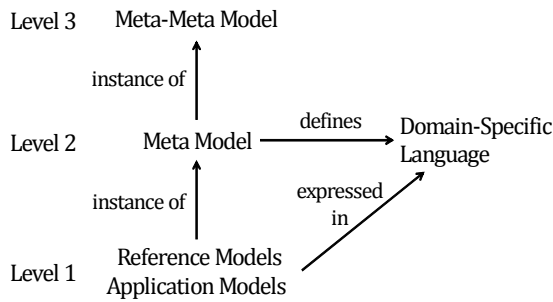 Level 3 Meta-Meta Model
instance of
Level 2 Meta Model defines Domain-Specific
Language
instance of expressed
in
Level 1 Reference Models
Application Models